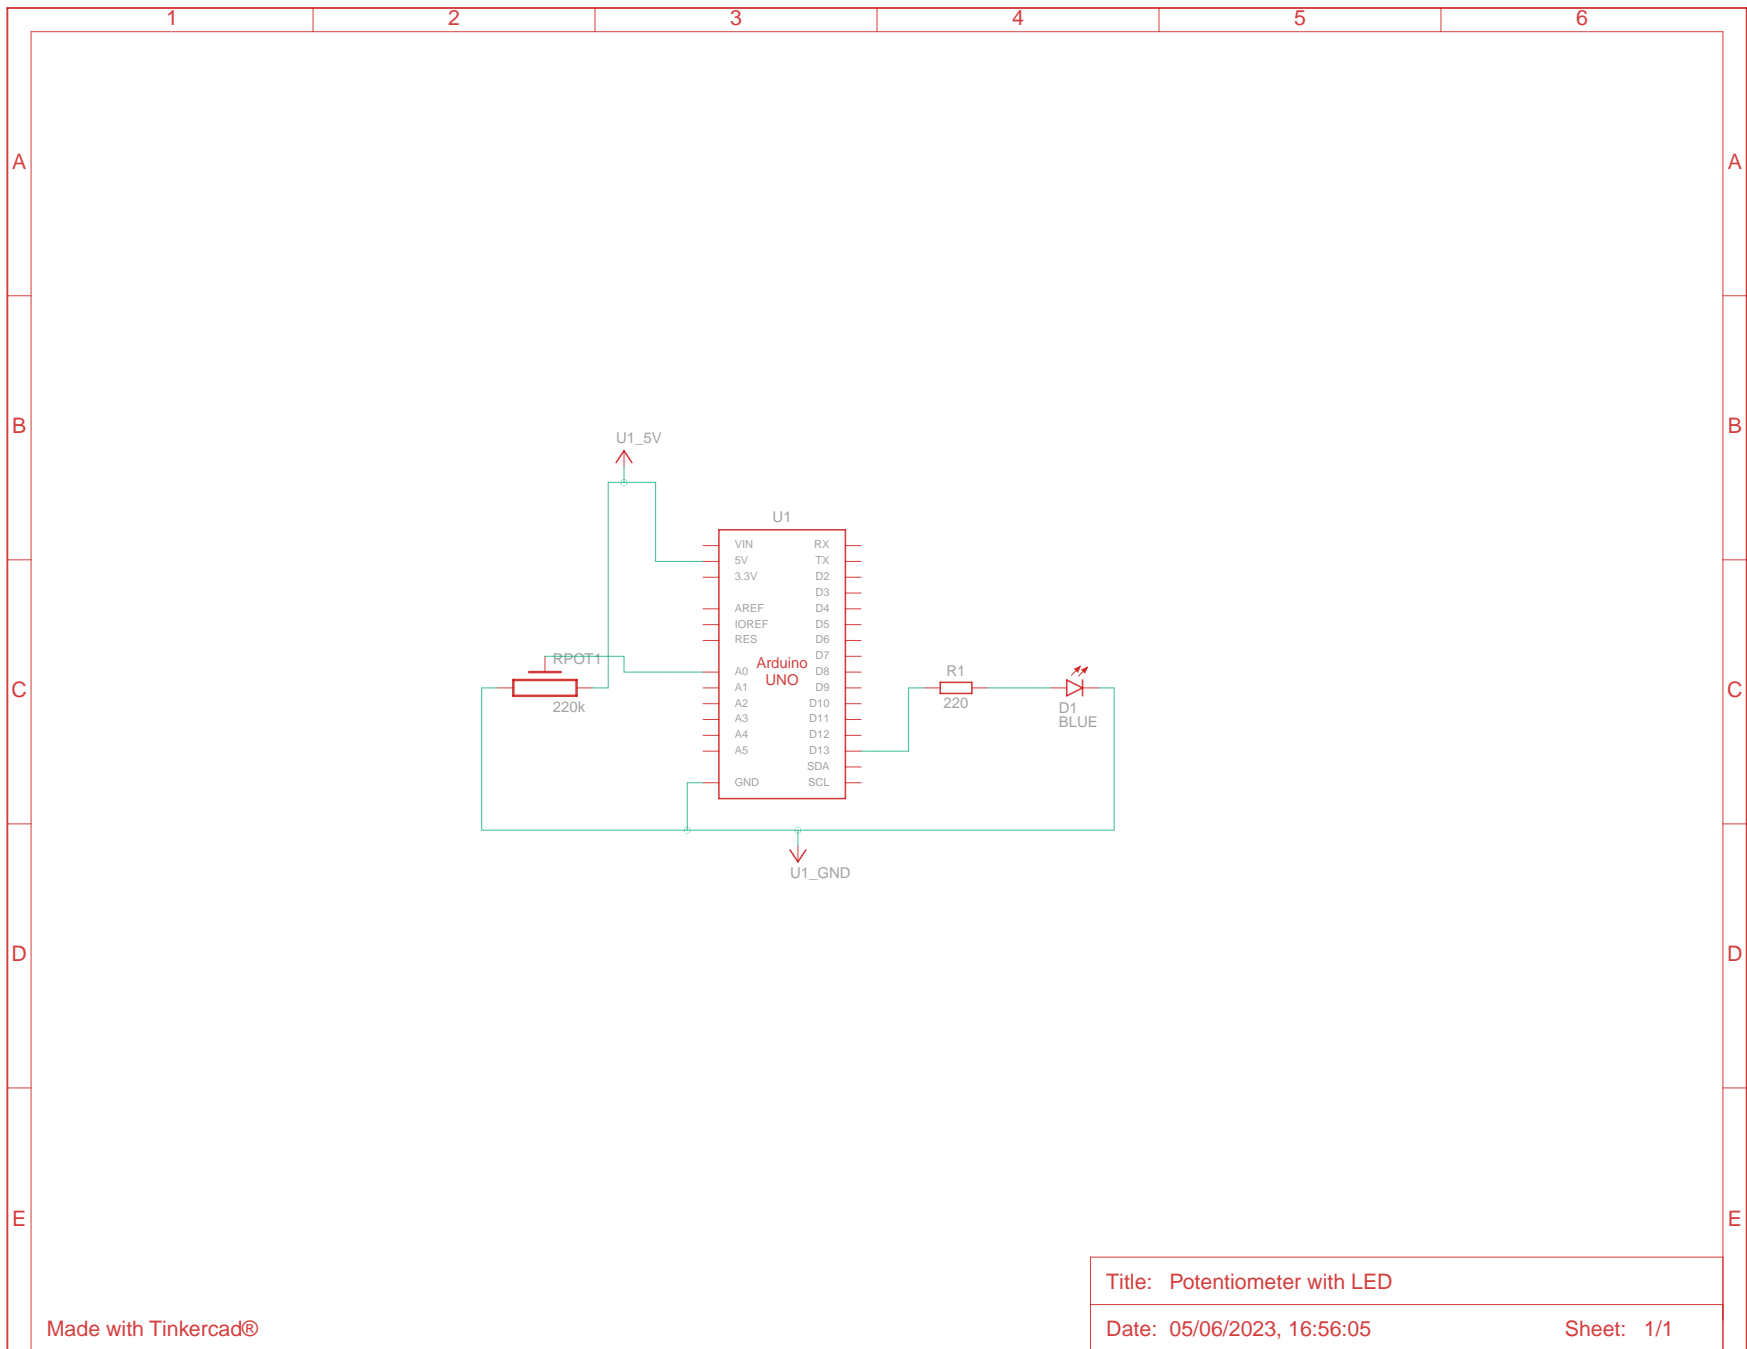 1 2 3 4 5 6
A A
B B
U1_5V
U1
VIN RX
5V TX
3.3V D2
D3
AREF D4
IOREF D5
RES D6
D7
RPOT1
A0 D8
Arduino
UNO
A1 D9
A2 D10
A3 D11
A4 D12
A5 D13
SDA
GND SCL
220k
R1
220
D1
BLUE
C C
U1_GND
D D
E E
Title: Potentiometer with LED
Made with Tinkercad®
Date: 05/06/2023, 16:56:05 Sheet: 1/1